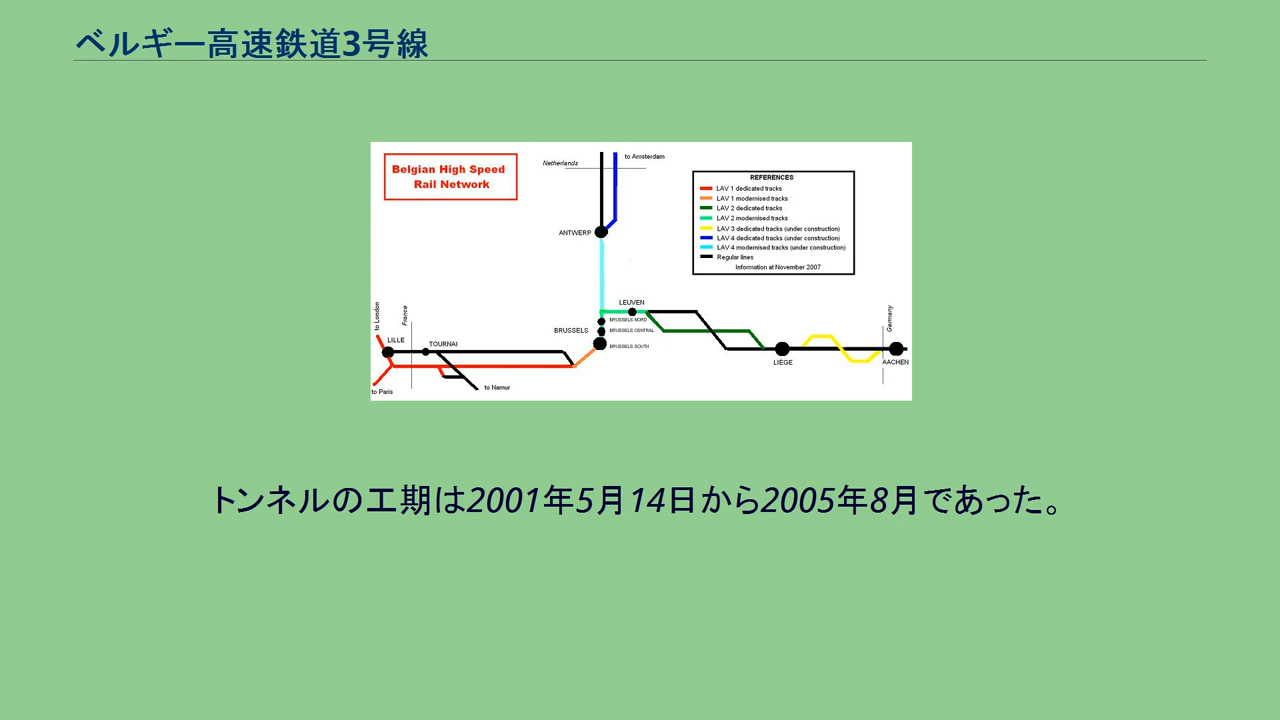 ベルギー高速鉄道3号線
Belgian High Speed
Rail Network
Netherlands
to Amsterdam
REFERENCES
LAV 1 dedicated tracks
LAV 1 modernised tracks
LAV 2 dedicated tracks
LAV 2 modernised tracks
LAV 3 dedicated tracks (under construction)
LAV 4 dedicated tracks (under construction)
LAV 4 modernised tracks (under construction)
Regular lines
Information at November 2007
ANTWERP
LEUVEN
BRUSSELS NORD
BRUSSELS
BRUSSELS CENTRAL
BRUSSELS SOUTH
to London
France
Germany
LILLE
TOURNAI
LIÈGE
AACHEN
to Namur
to Paris
トンネルの工期は2001年5月14日から2005年8月であった。